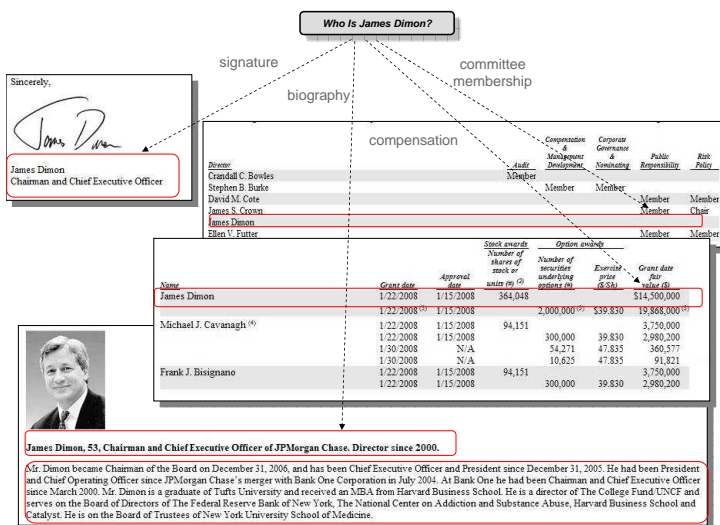 Who Is James Dimon?
signature
biography
compensation
committee
membership
Sincerely,
James Dimon
James Dimon
Chairman and Chief Executive Officer
Director Audit Compensation & Management Development Corporate Governance & Nominating Public Responsibility Risk Policy
Crandall C. Bowles Member
Stephen B. Burke Member Member
David M. Cote Member Member
James S. Crown Member Chair
James Dimon
Ellen V. Futter Member Member
Stock awards Option awards
Name Grant date Approval date Number of shares of stock or units (#) (2) Number of securities underlying options (#) Exercise price ($/Sh) Grant date fair value ($)
James Dimon 1/22/2008 1/15/2008 364,048 $14,500,000
1/22/2008 (5) 1/15/2008 2,000,000 (5) $39.830 19,868,000 (5)
Michael J. Cavanagh (4) 1/22/2008 1/15/2008 94,151 3,750,000
1/22/2008 1/15/2008 300,000 39.830 2,980,200
1/30/2008 N/A 54,271 47.835 360,577
1/30/2008 N/A 10,625 47.835 91,821
Frank J. Bisignano 1/22/2008 1/15/2008 94,151 3,750,000
1/22/2008 1/15/2008 300,000 39.830 2,980,200
James Dimon, 53, Chairman and Chief Executive Officer of JPMorgan Chase. Director since 2000.
Mr. Dimon became Chairman of the Board on December 31, 2006, and has been Chief Executive Officer and President since December 31, 2005. He had been President
and Chief Operating Officer since JPMorgan Chase's merger with Bank One Corporation in July 2004. At Bank One he had been Chairman and Chief Executive Officer
since March 2000. Mr. Dimon is a graduate of Tufts University and received an MBA from Harvard Business School. He is a director of The College Fund/UNCF and
serves on the Board of Directors of The Federal Reserve Bank of New York, The National Center on Addiction and Substance Abuse, Harvard Business School and
Catalyst. He is on the Board of Trustees of New York University School of Medicine.